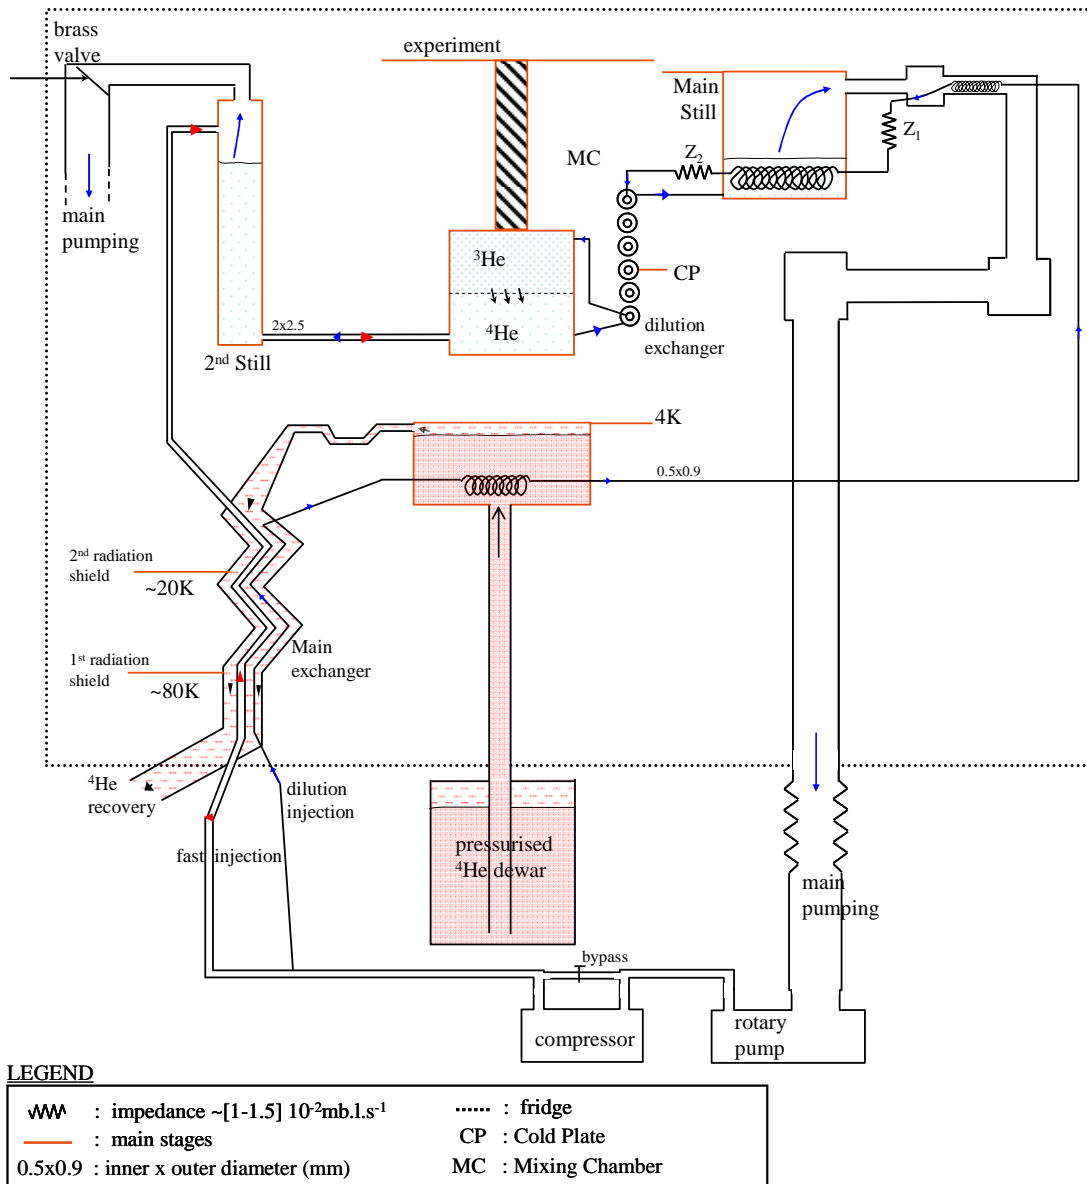 brass
valve
experiment
Main
Still
Z1
Z2
MC
main
pumping
³He
CP
⁴He
2x2.5
dilution
exchanger
2nd Still
4K
0.5x0.9
2nd radiation
shield
~20K
Main
exchanger
1st radiation
shield
~80K
⁴He
recovery
dilution
injection
fast injection
pressurised
⁴He dewar
main
pumping
bypass
compressor
rotary
pump
LEGEND
: impedance ~[1-1.5] 10⁻²mb.l.s⁻¹
: fridge
: main stages
CP : Cold Plate
0.5x0.9 : inner x outer diameter (mm)
MC : Mixing Chamber